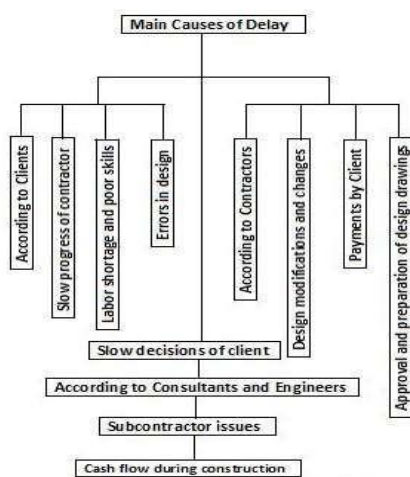 Main Causes of Delay
According to Clients
Slow progress of contractor
Labor shortage and poor skills
Errors in design
According to Contractors
Design modifications and changes
Payments by Client
Approval and preparation of design drawings
Slow decisions of client
According to Consultants and Engineers
Subcontractor issues
Cash flow during construction